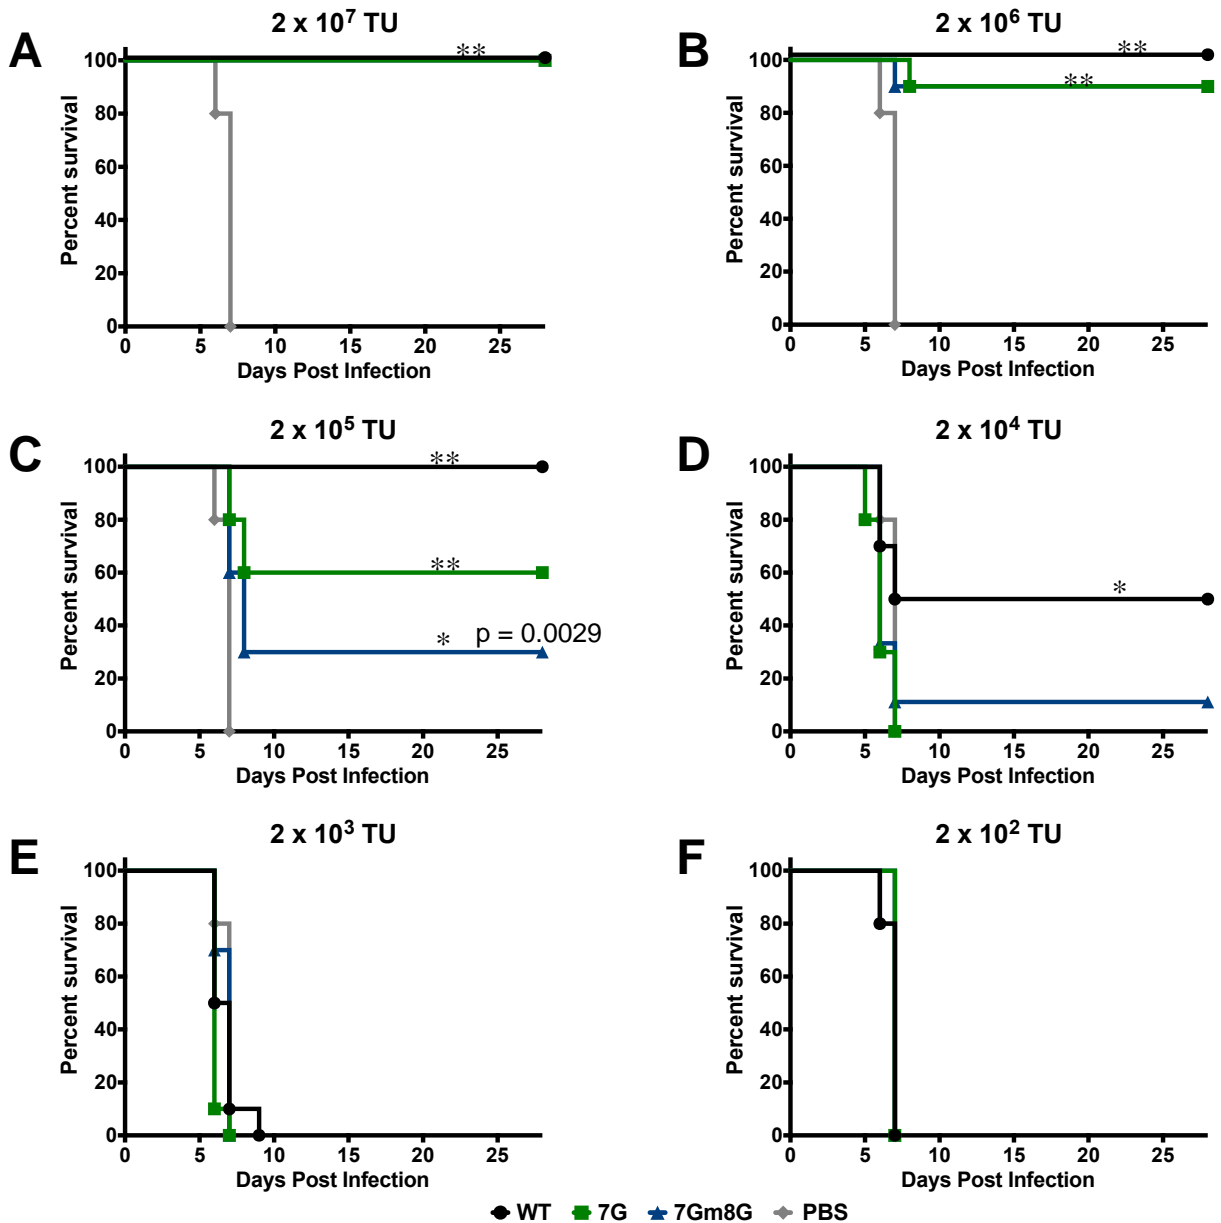 A
2 x 10⁷ TU
Percent survival
100
80
60
40
20
0
**
0 5 10 15 20 25
Days Post Infection
B
2 x 10⁶ TU
Percent survival
100
80
60
40
20
0
**
**
0 5 10 15 20 25
Days Post Infection
C
2 x 10⁵ TU
Percent survival
100
80
60
40
20
0
**
**
* p = 0.0029
0 5 10 15 20 25
Days Post Infection
D
2 x 10⁴ TU
Percent survival
100
80
60
40
20
0
*
0 5 10 15 20 25
Days Post Infection
E
2 x 10³ TU
Percent survival
100
80
60
40
20
0
0 5 10 15 20 25
Days Post Infection
F
2 x 10² TU
Percent survival
100
80
60
40
20
0
0 5 10 15 20 25
Days Post Infection
WT 7G 7Gm8G PBS